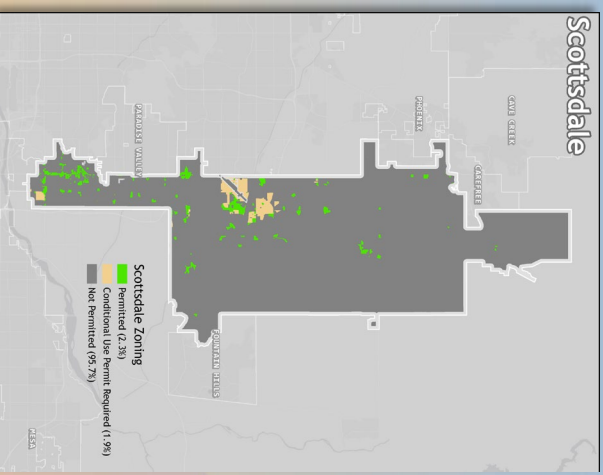 Scottsdale
CAVE CREEK
CAREFREE
PHOENIX
PARADISE VALLEY
FOUNTAIN HILLS
MESA
Scottsdale Zoning
Permitted (2.3%)
Conditional Use Permit Required (1.9%)
Not Permitted (95.7%)